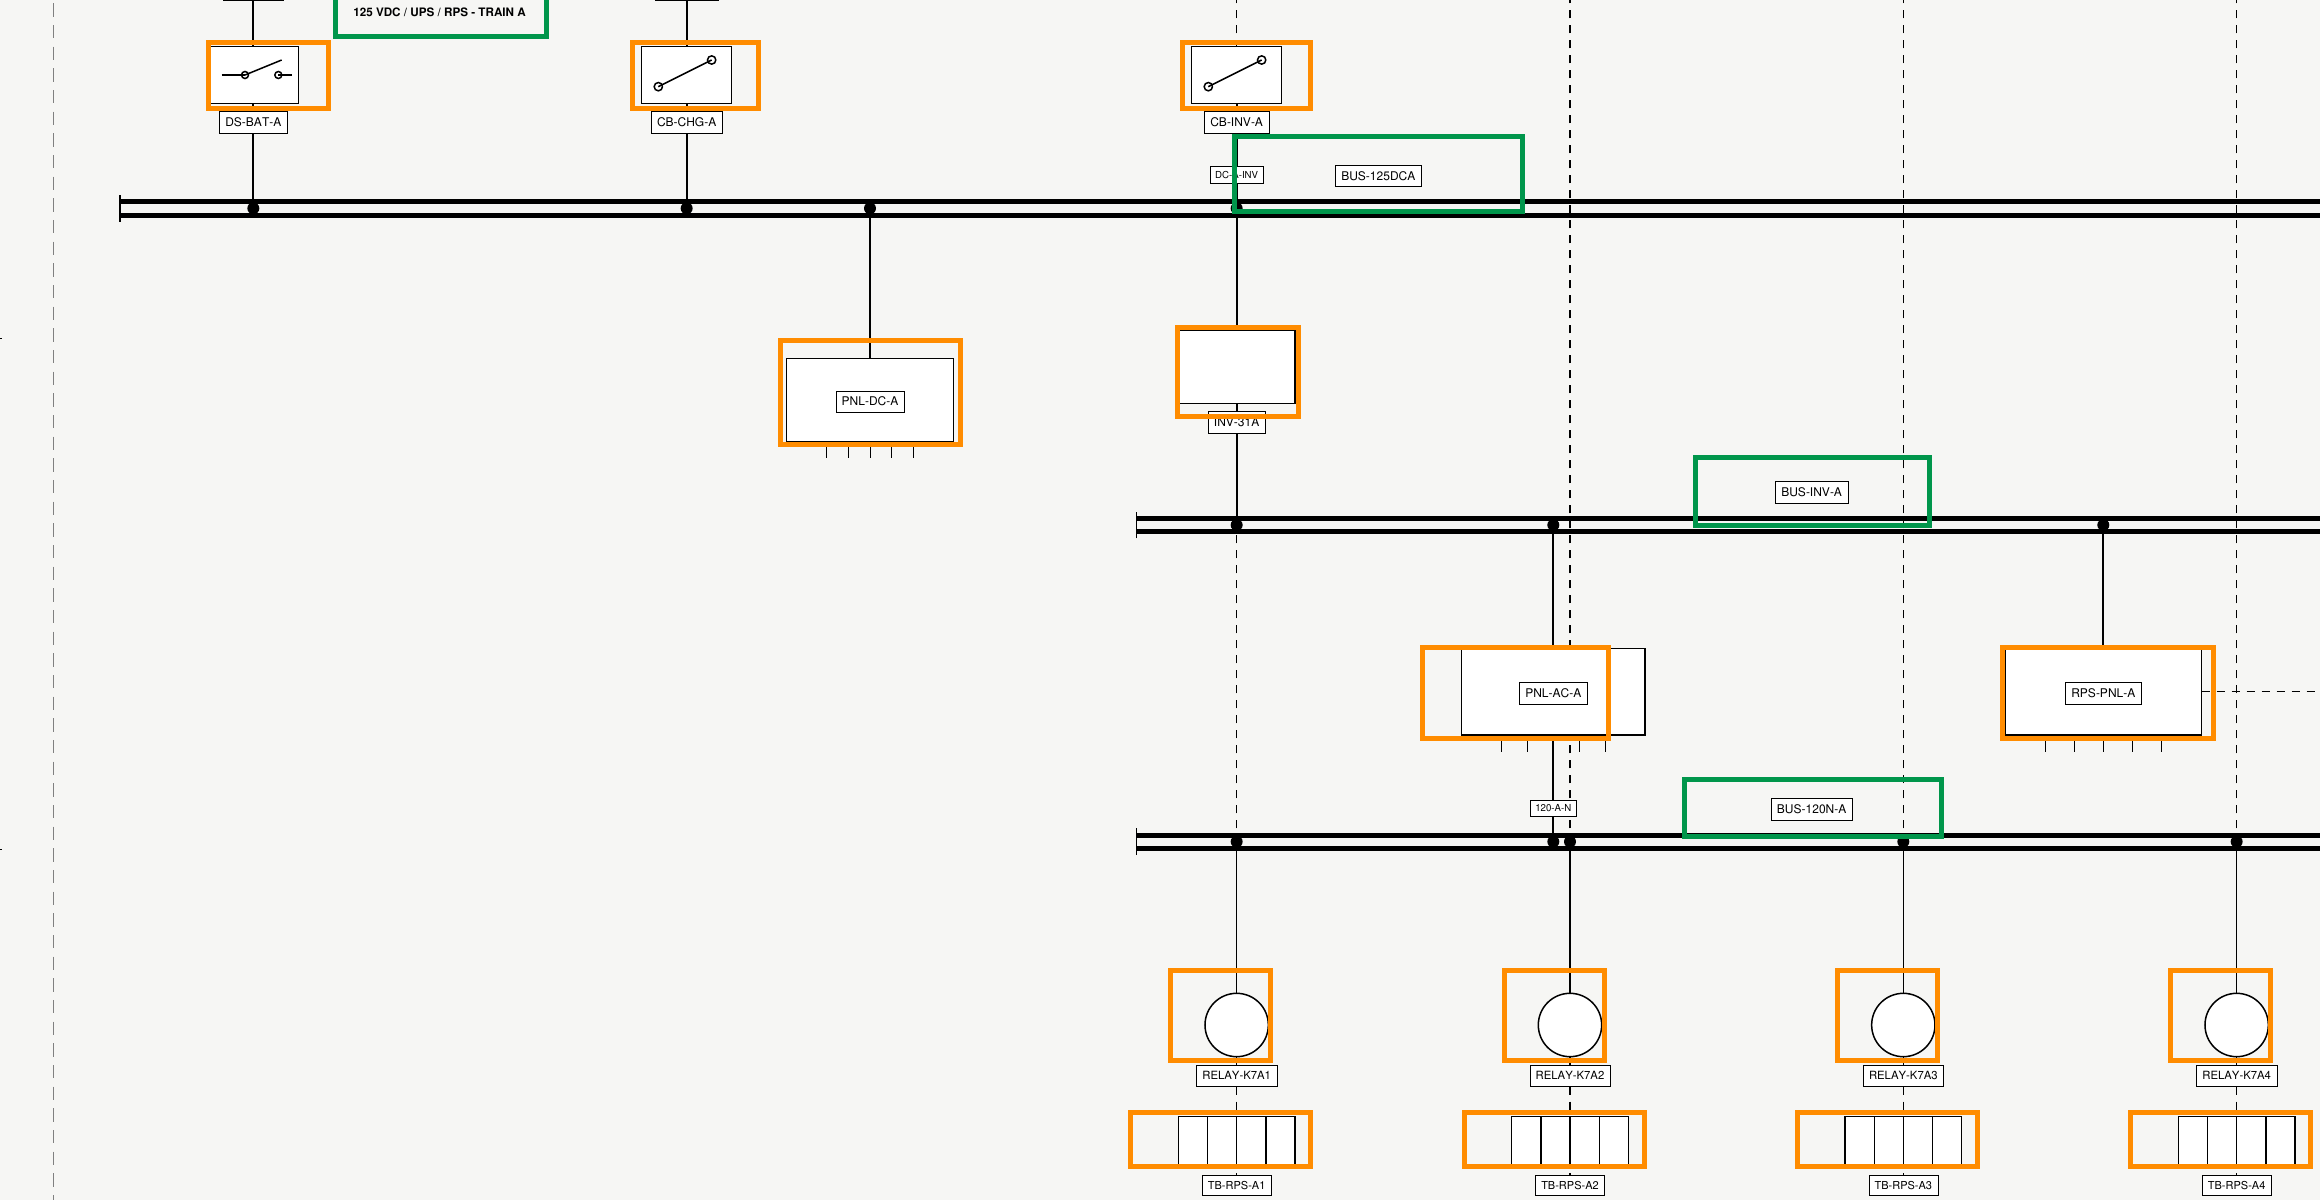 125 VDC / UPS / RPS - TRAIN A
DS-BAT-A
CB-CHG-A
CB-INV-A
DC-A-INV
BUS-125DCA
PNL-DC-A
INV-31A
BUS-INV-A
PNL-AC-A
RPS-PNL-A
120-A-N
BUS-120N-A
RELAY-K7A1
RELAY-K7A2
RELAY-K7A3
RELAY-K7A4
TB-RPS-A1
TB-RPS-A2
TB-RPS-A3
TB-RPS-A4